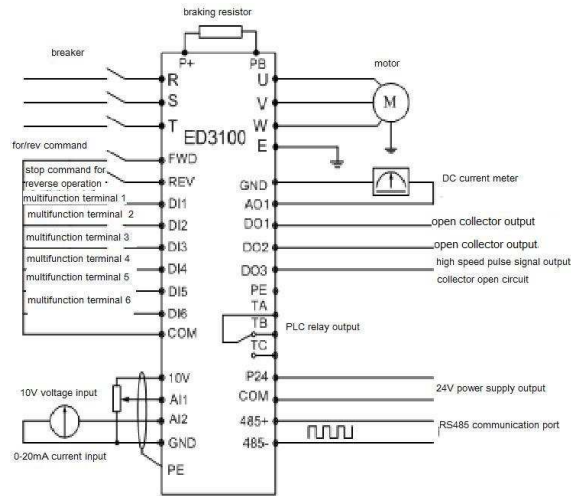 braking resistor
breaker
P+
PB
motor
R
U
S
V
M
T
W
ED3100
E
for/rev command
FWD
stop command for
reverse operation
REV
GND
DC current meter
multifunction terminal 1
DI1
AO1
multifunction terminal 2
DI2
DO1
open collector output
multifunction terminal 3
DI3
DO2
open collector output
multifunction terminal 4
DI4
DO3
high speed pulse signal output
collector open circuit
multifunction terminal 5
DI5
PE
TA
multifunction terminal 6
DI6
TB
PLC relay output
COM
TC
10V
P24
10V voltage input
AI1
COM
24V power supply output
AI2
485+
RS485 communication port
GND
485-
0-20mA current input
PE